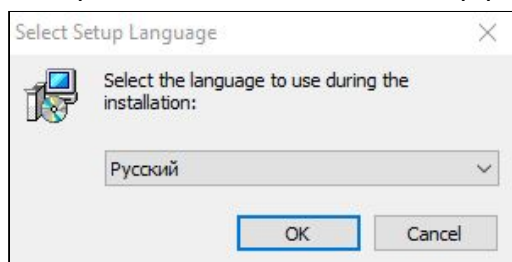 Select Setup Language
Select the language to use during the
installation:
Русский
OK
Cancel